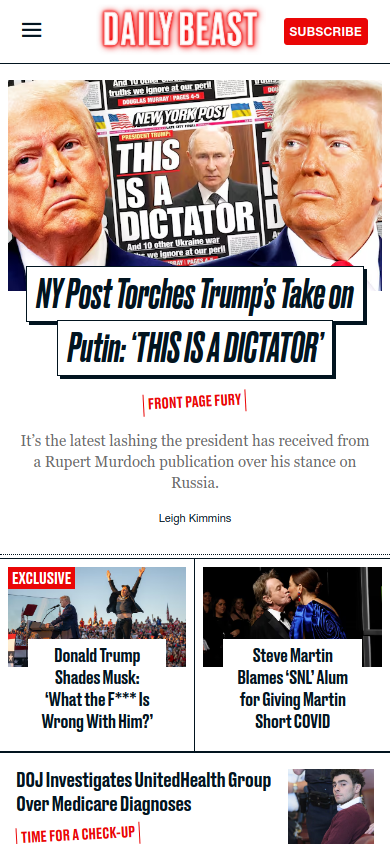 DAILY BEAST
SUBSCRIBE
And 10 other Ukraine war
truths we ignore at our peril
DOUGLAS MURRAY | PAGES 4-5
NEW YORK POST
PRESIDENT TRUMP:
THIS
IS A
DICTATOR
And 10 other Ukraine war
truths we ignore at our peril
NY Post Torches Trump's Take on
Putin: ‘THIS IS A DICTATOR’
FRONT PAGE FURY
It's the latest lashing the president has received from
a Rupert Murdoch publication over his stance on
Russia.
Leigh Kimmins
EXCLUSIVE
Donald Trump
Shades Musk:
‘What the F*** Is
Wrong With Him?’
Steve Martin
Blames ‘SNL’ Alum
for Giving Martin
Short COVID
DOJ Investigates UnitedHealth Group
Over Medicare Diagnoses
TIME FOR A CHECK-UP